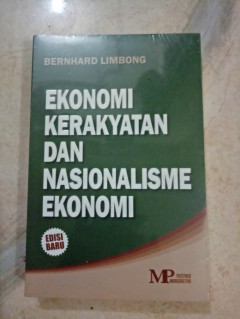 BERNHARD LIMBONG
EKONOMI
KERAKYATAN
DAN
NASIONALISME
EKONOMI
EDISI
BARU
MP